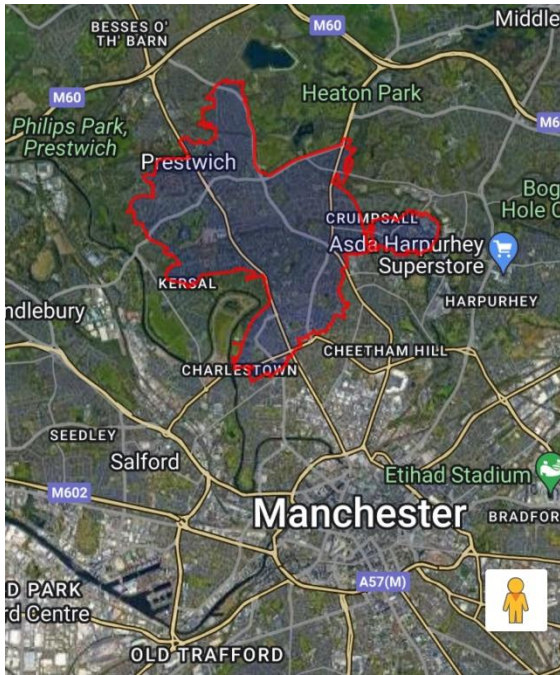 BESSES O'
TH' BARN
M60
Middle
M60
Heaton Park
M6
Philips Park,
Prestwich
Prestwich
Bog
Hole C
CRUMPSALL
Asda Harpurhey
Superstore
KERSAL
HARPURHEY
ndlebury
CHEETHAM HILL
CHARLESTOWN
SEEDLEY
Salford
Etihad Stadium
M602
Manchester
BRADFOR
A57(M)
D PARK
rd Centre
OLD TRAFFORD